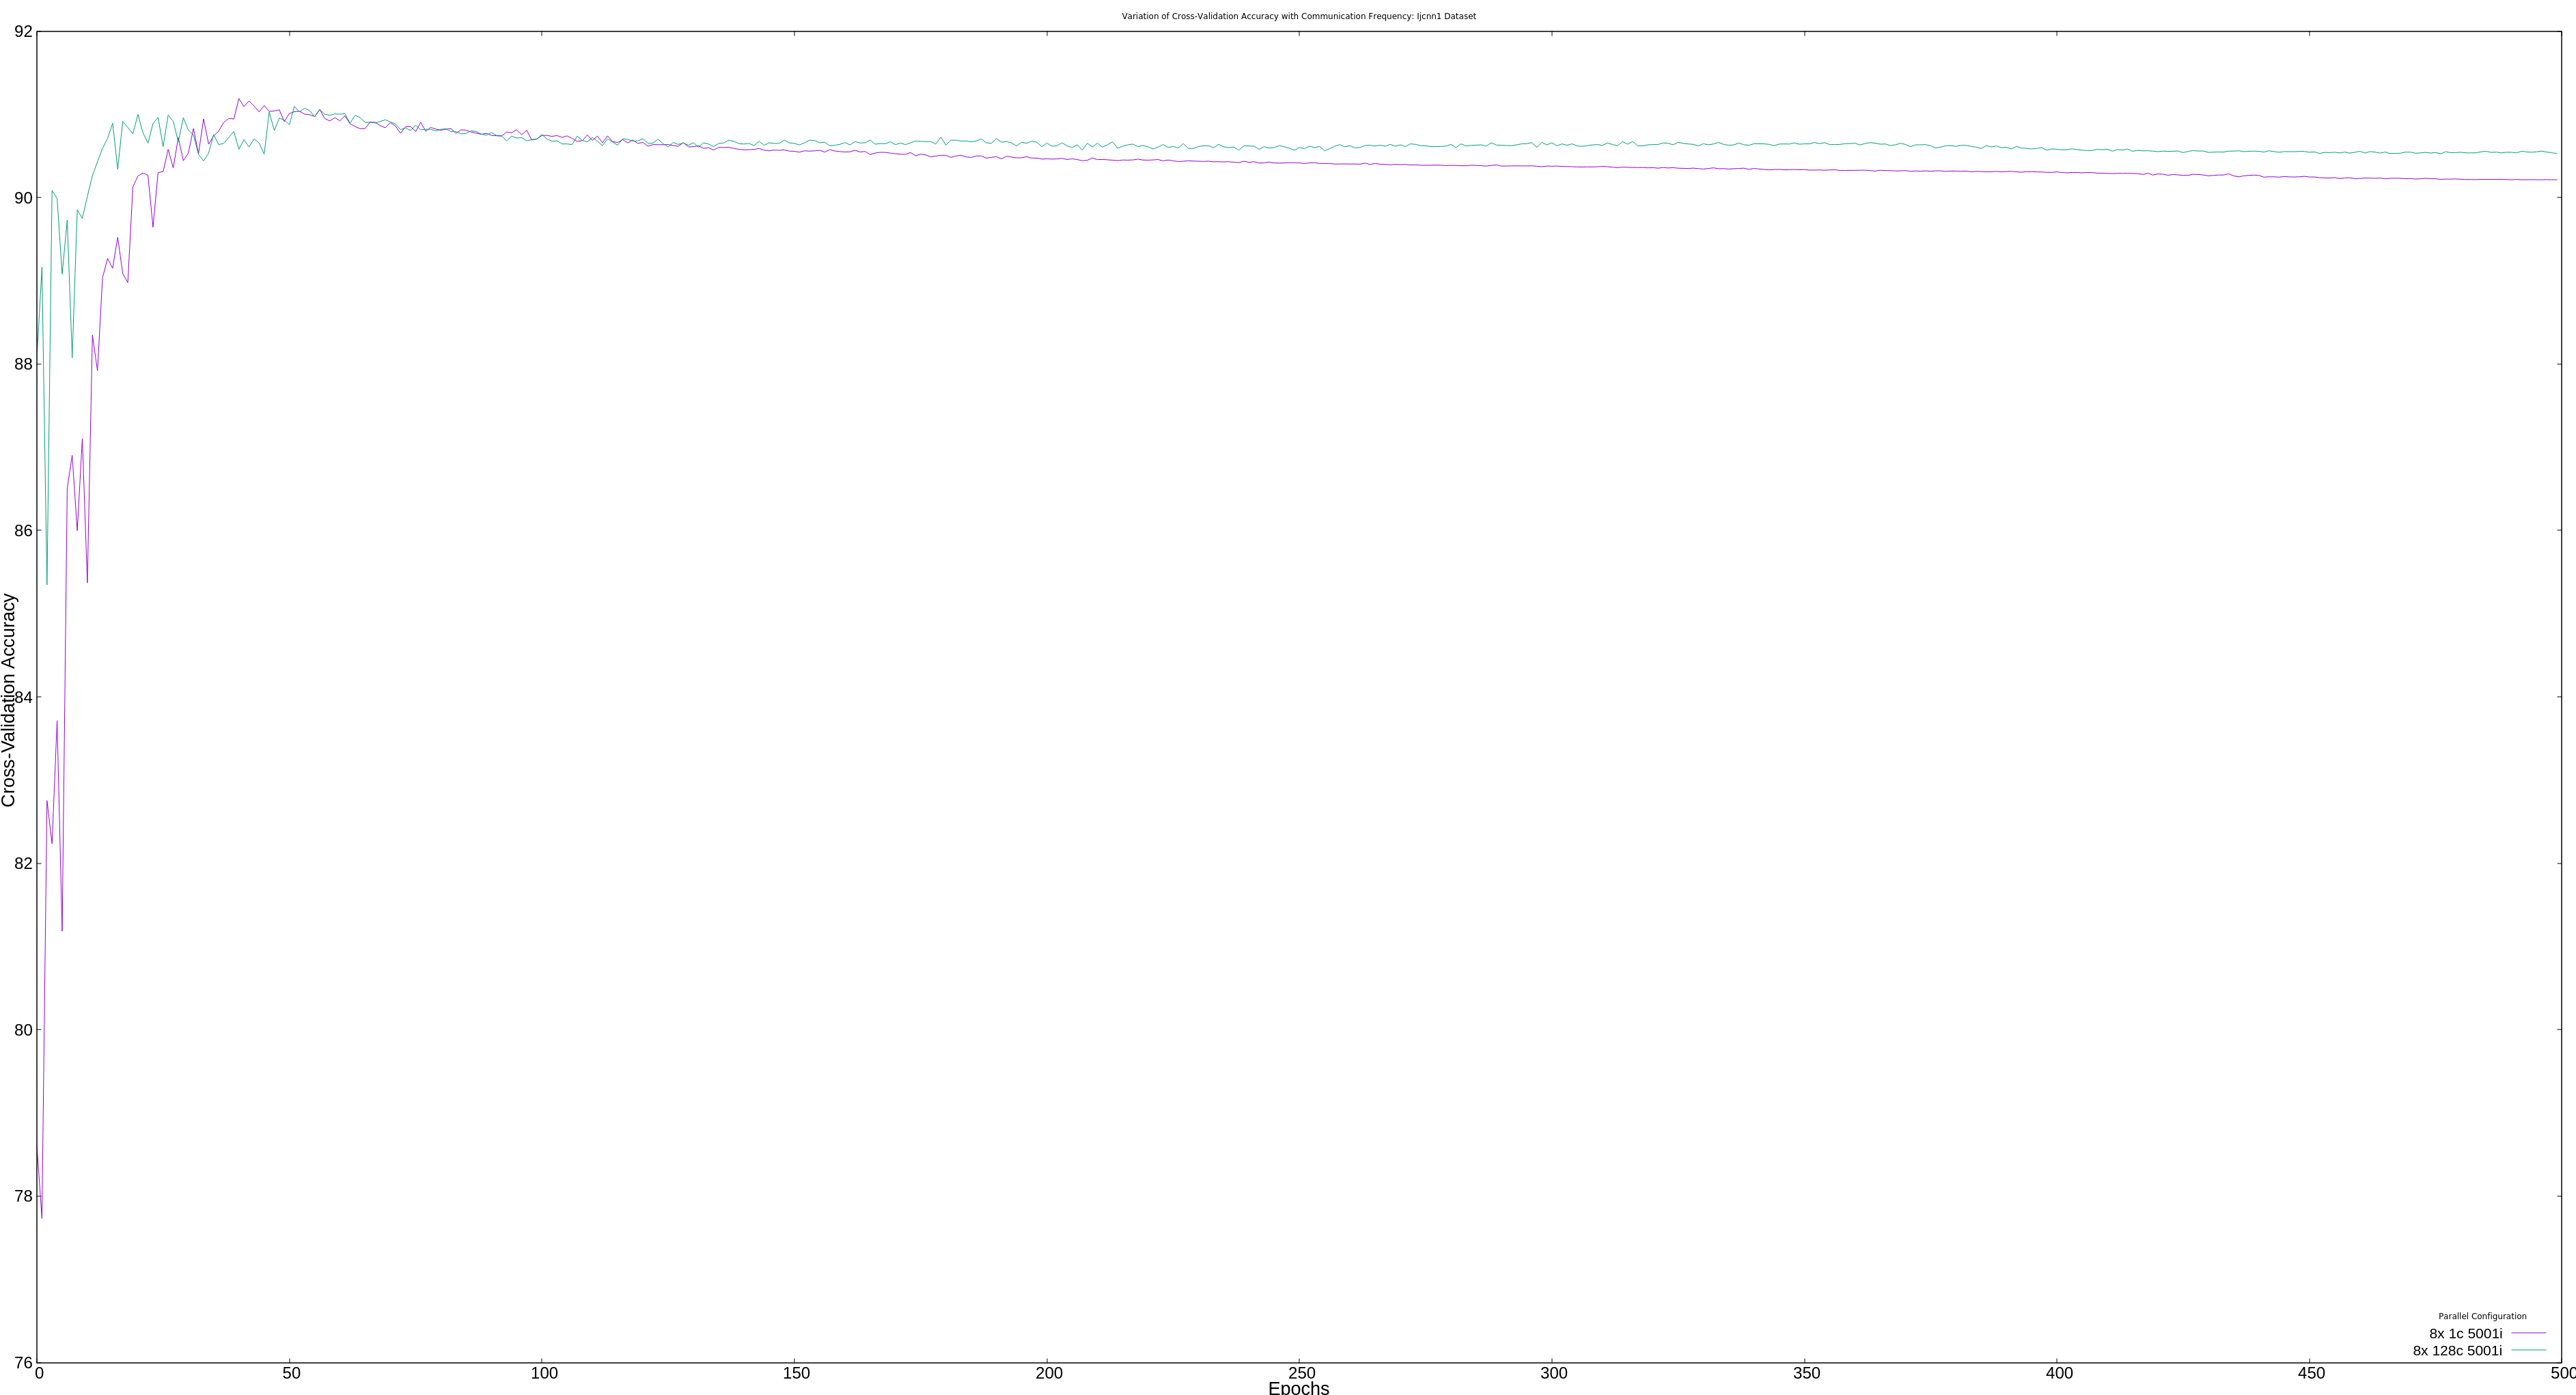 Variation of Cross-Validation Accuracy with Communication Frequency: Ijcnn1 Dataset
92
90
88
86
84
82
80
78
76
Cross-Validation Accuracy
0 50 100 150 200 250 300 350 400 450 500
Epochs
Parallel Configuration
8x 1c 5001i
8x 128c 5001i